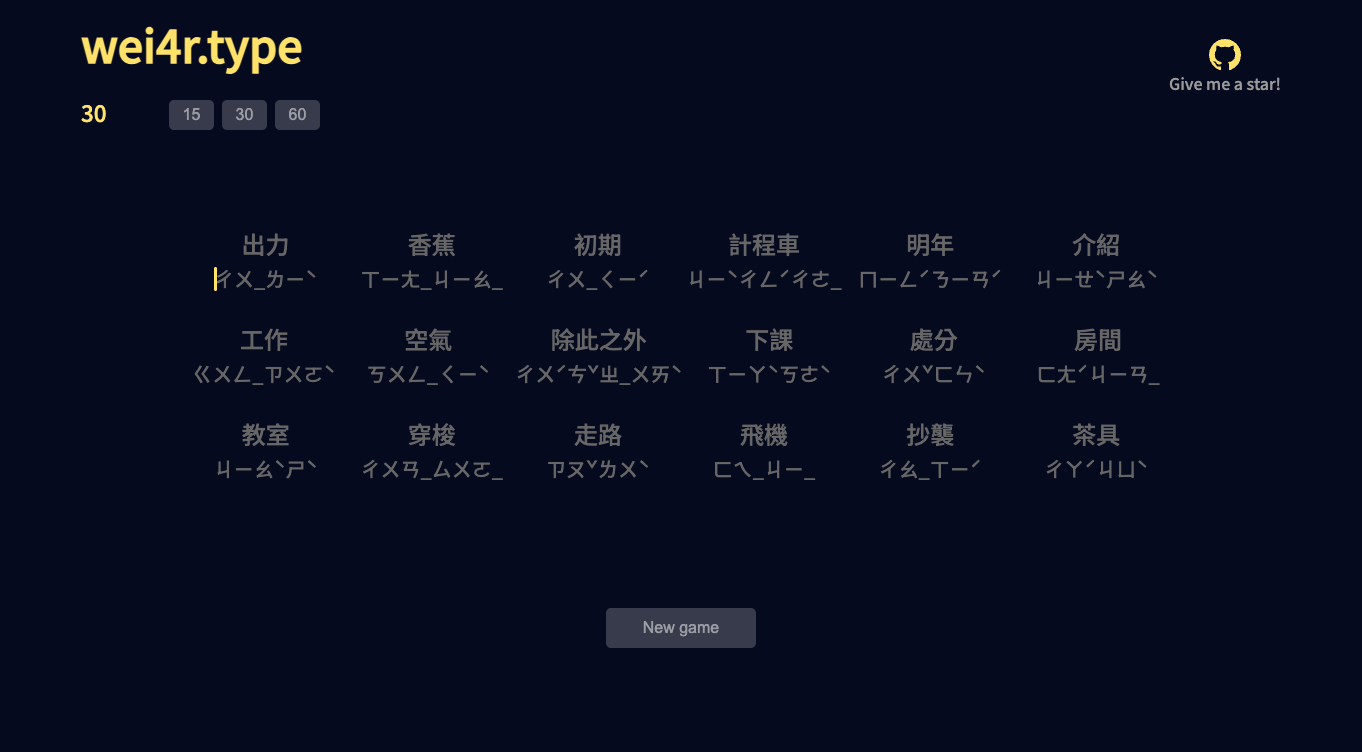 wei4r.type
Give me a star!
30 15 30 60
出力 香蕉 初期 計程車 明年 介紹
ㄔㄨ_ㄌㄧˋ ㄒㄧㄤ_ㄐㄧㄠ_ ㄔㄨ_ㄑㄧˊ ㄐㄧˋㄔㄥˊㄔㄜ_ ㄇㄧㄥˊㄋㄧㄢˊ ㄐㄧㄝˋㄕㄠˋ
工作 空氣 除此之外 下課 處分 房間
ㄍㄨㄥ_ㄗㄨㄛˋ ㄎㄨㄥ_ㄑㄧˋ ㄔㄨˊㄘˇㄓ_ㄨㄞˋ ㄒㄧㄚˋㄎㄜˋ ㄔㄨˇㄈㄣˋ ㄈㄤˊㄐㄧㄢ_
教室 穿梭 走路 飛機 抄襲 茶具
ㄐㄧㄠˋㄕˋ ㄔㄨㄢ_ㄙㄨㄛ_ ㄗㄡˇㄌㄨˋ ㄈㄟ_ㄐㄧ_ ㄔㄠ_ㄒㄧˊ ㄔㄚˊㄐㄩˋ
New game